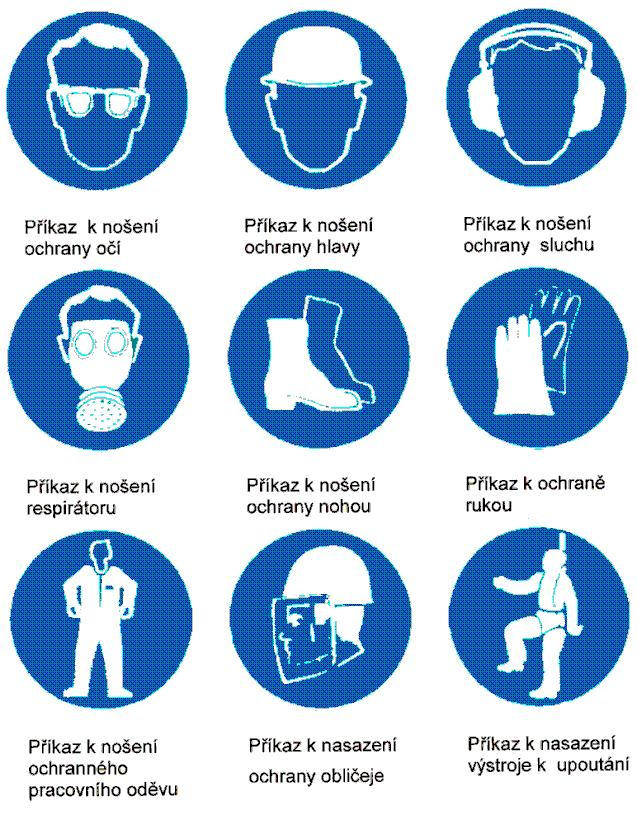 Příkaz k nošení
ochrany očí
Příkaz k nošení
ochrany hlavy
Příkaz k nošení
ochrany sluchu
Příkaz k nošení
respirátoru
Příkaz k nošení
ochrany nohou
Příkaz k ochraně
rukou
Příkaz k nošení
ochranného
pracovního oděvu
Příkaz k nasazení
ochrany obličeje
Příkaz k nasazení
výstroje k upoutání